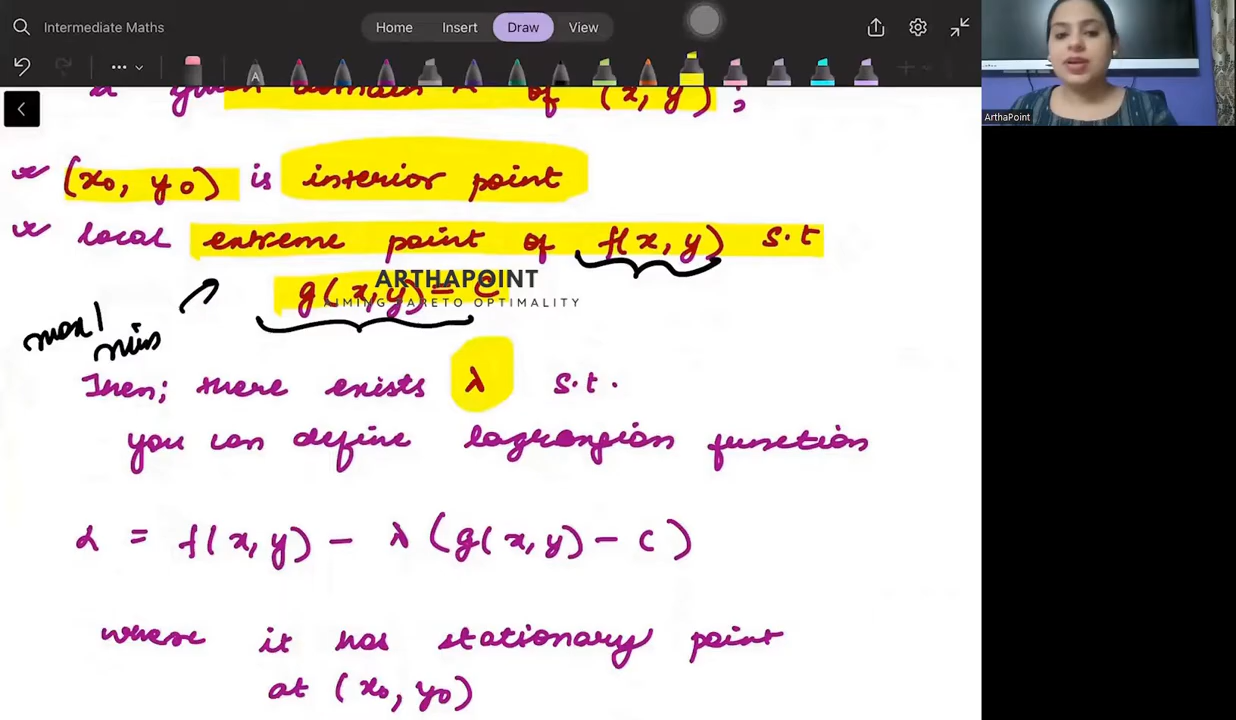 Intermediate Maths
Home Insert Draw View
ArthaPoint
a given domain A of (x, y);
* (x₀, y₀) is interior point
* local extreme point of f(x, y) s.t
g(x,y) = C
ARTHAPOINT
AIMING PARETO OPTIMALITY
max/
min
Then; there exists λ s.t.
you can define lagrangian function
L = f(x, y) - λ (g(x, y) - C)
where it has stationary point
at (x₀, y₀)